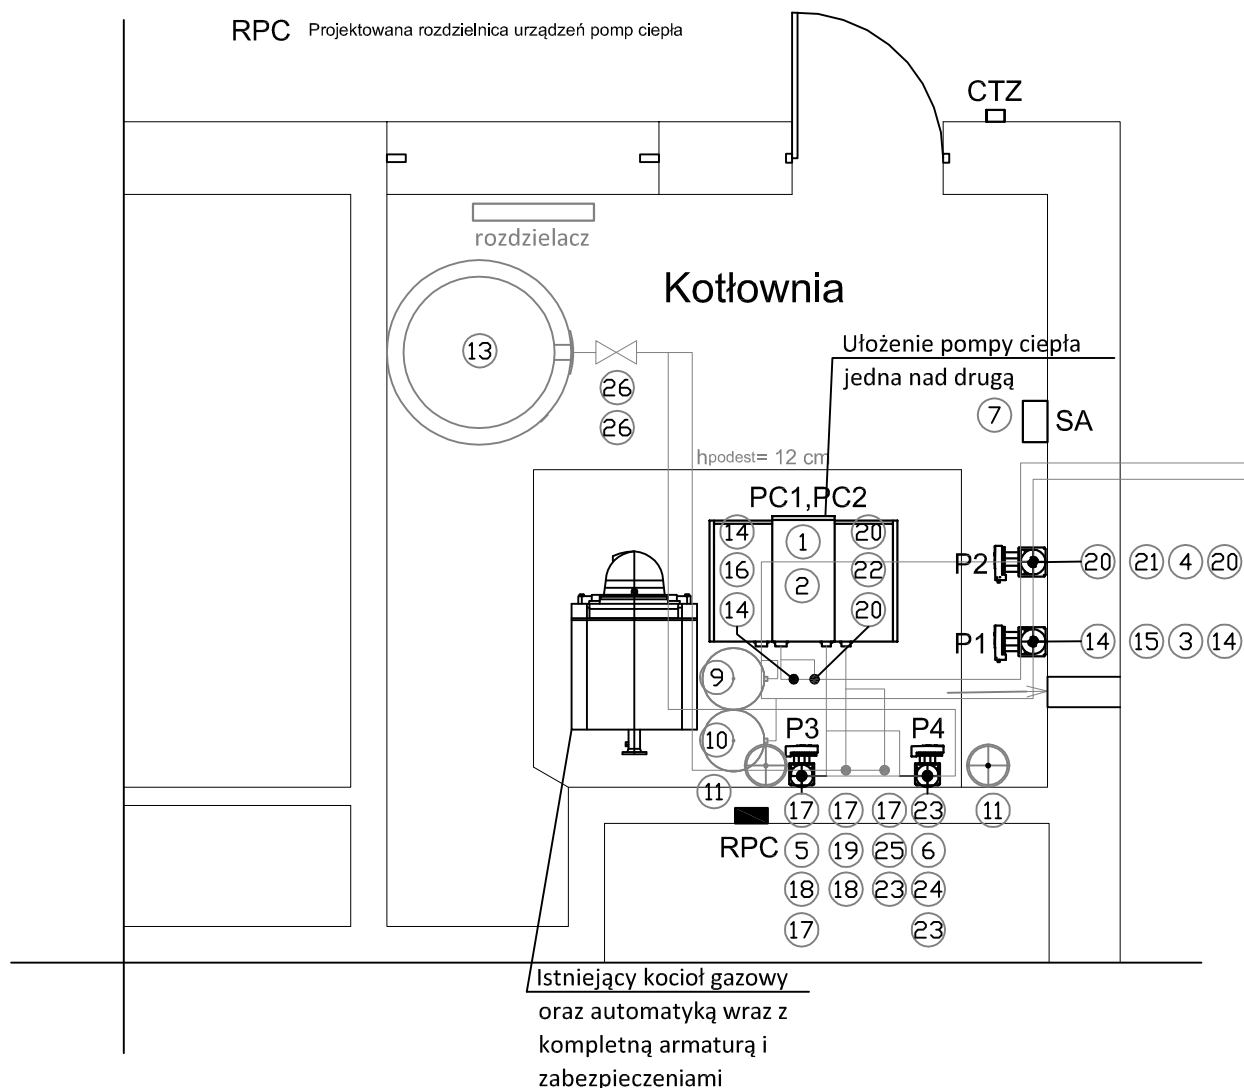 RPC Projektowana rozdzielnica urządzeń pomp ciepła
CTZ
rozdzielacz
Kotłownia
Ułożenie pompy ciepła
jedna nad drugą
13
26
26
7
SA
hpodest= 12 cm
PC1,PC2
14
1
20
16
2
22
14
20
P2
20 21 4 20
P1
14 15 3 14
9
10
P3
P4
11
17 17 17 23
11
RPC
5 19 25 6
18 18 23 24
17
23
Istniejący kocioł gazowy
oraz automatyką wraz z
kompletną armaturą i
zabezpieczeniami